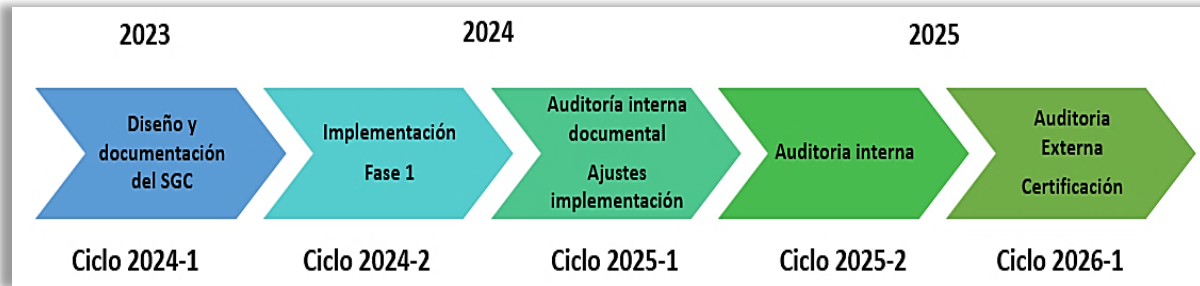 2023
2024
2025
Diseño y
documentación
del SGC
Implementación
Fase 1
Auditoría interna
documental
Ajustes
implementación
Auditoria interna
Auditoria
Externa
Certificación
Ciclo 2024-1
Ciclo 2024-2
Ciclo 2025-1
Ciclo 2025-2
Ciclo 2026-1